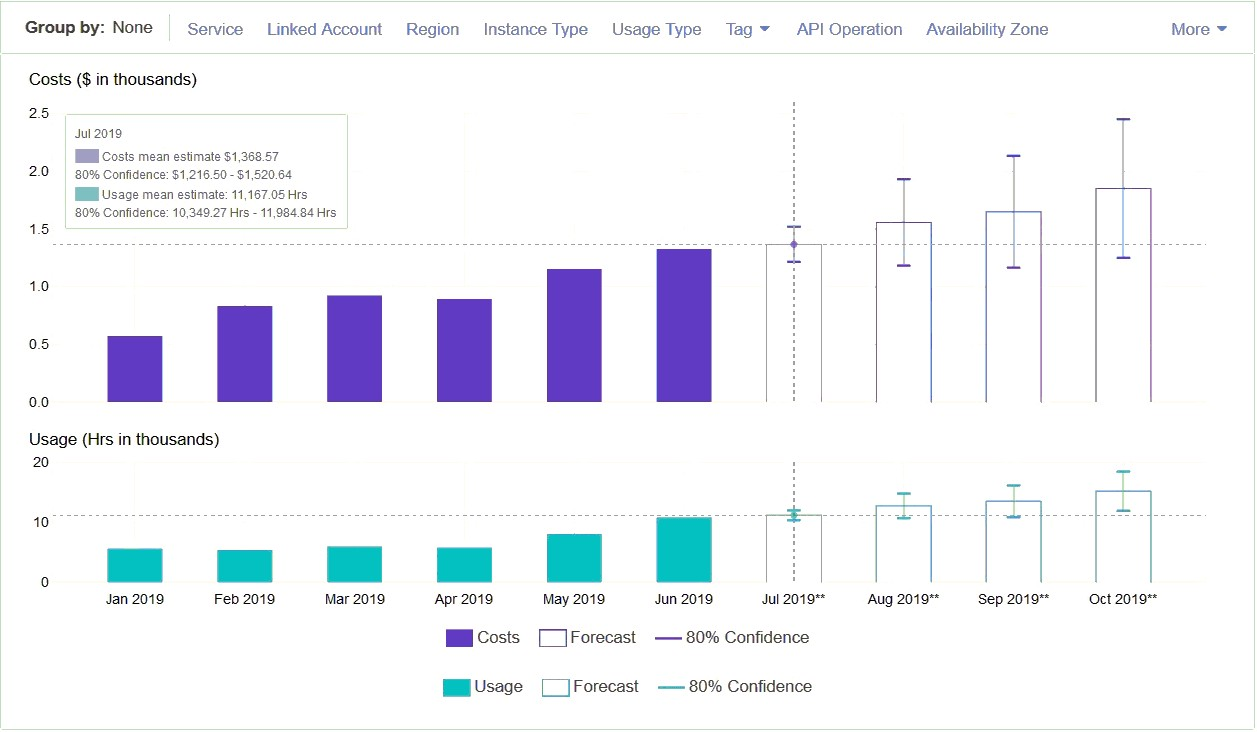 Group by: None Service Linked Account Region Instance Type Usage Type Tag API Operation Availability Zone More
Costs ($ in thousands)
2.5
Jul 2019
Costs mean estimate $1,368.57
80% Confidence: $1,216.50 - $1,520.64
Usage mean estimate: 11,167.05 Hrs
80% Confidence: 10,349.27 Hrs - 11,984.84 Hrs
2.0
1.5
1.0
0.5
0.0
Usage (Hrs in thousands)
20
10
0
Jan 2019 Feb 2019 Mar 2019 Apr 2019 May 2019 Jun 2019 Jul 2019** Aug 2019** Sep 2019** Oct 2019**
Costs Forecast 80% Confidence
Usage Forecast 80% Confidence